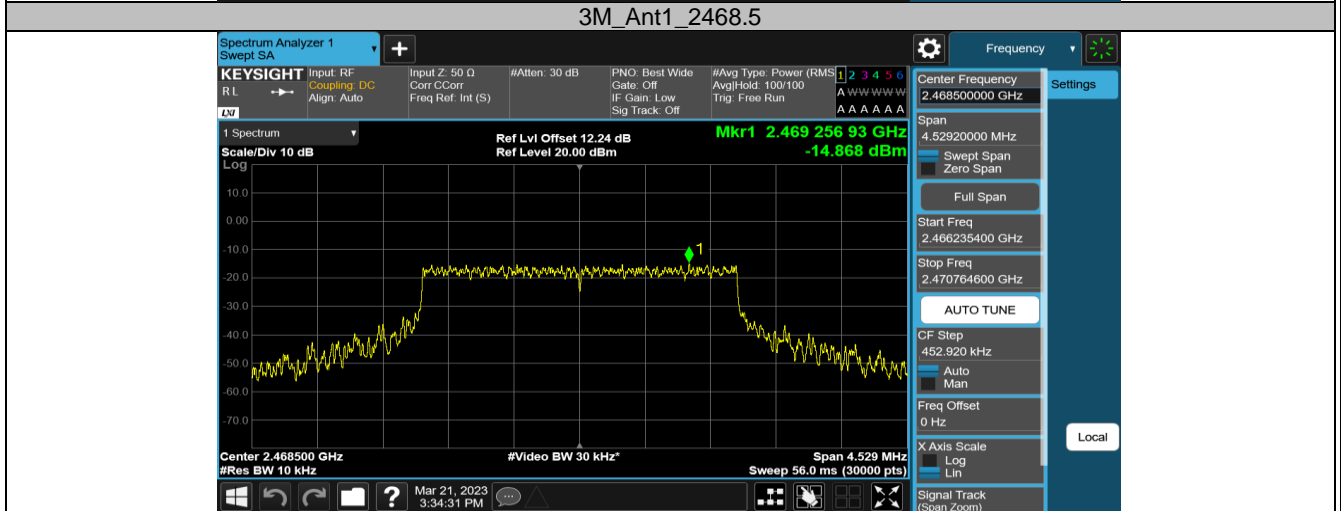 3M_Ant1_2468.5
Spectrum Analyzer 1
Swept SA
Frequency
KEYSIGHT
R L
LXI
Input: RF
Coupling: DC
Align: Auto
Input Z: 50 Ω
Corr CCorr
Freq Ref: Int (S)
#Atten: 30 dB
PNO: Best Wide
Gate: Off
IF Gain: Low
Sig Track: Off
#Avg Type: Power (RMS
Avg|Hold: 100/100
Trig: Free Run
1 2 3 4 5 6
A W W W W W
A A A A A A
1 Spectrum
Scale/Div 10 dB
Log
Ref Lvl Offset 12.24 dB
Ref Level 20.00 dBm
Mkr1 2.469 256 93 GHz
-14.868 dBm
10.0
0.00
-10.0
-20.0
-30.0
-40.0
-50.0
-60.0
-70.0
1
Center 2.468500 GHz
#Res BW 10 kHz
#Video BW 30 kHz*
Span 4.529 MHz
Sweep 56.0 ms (30000 pts)
Center Frequency
2.468500000 GHz
Settings
Span
4.52920000 MHz
Swept Span
Zero Span
Full Span
Start Freq
2.466235400 GHz
Stop Freq
2.470764600 GHz
AUTO TUNE
CF Step
452.920 kHz
Auto
Man
Freq Offset
0 Hz
Local
X Axis Scale
Log
Lin
Signal Track
(Span Zoom)
?
Mar 21, 2023
3:34:31 PM